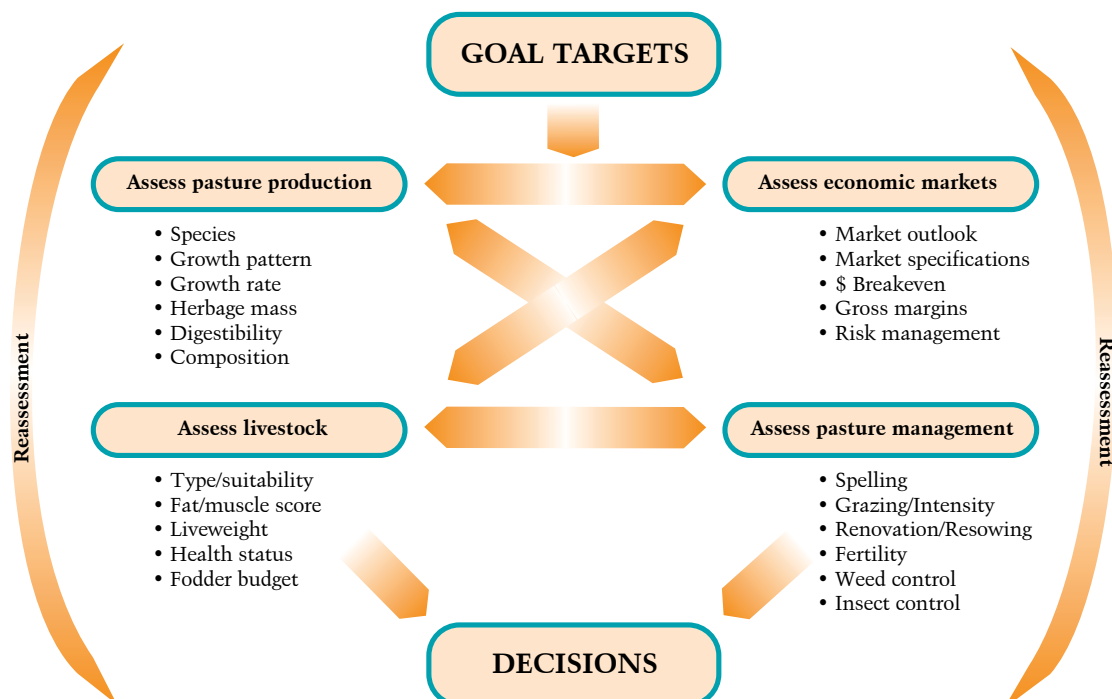 GOAL TARGETS
Assess pasture production
• Species
• Growth pattern
• Growth rate
• Herbage mass
• Digestibility
• Composition
Assess economic markets
• Market outlook
• Market specifications
• $ Breakeven
• Gross margins
• Risk management
Reassessment
Reassessment
Assess livestock
• Type/suitability
• Fat/muscle score
• Liveweight
• Health status
• Fodder budget
Assess pasture management
• Spelling
• Grazing/Intensity
• Renovation/Resowing
• Fertility
• Weed control
• Insect control
DECISIONS